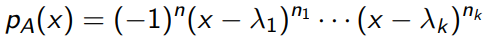 p_A(x) = (−1)^n(x − λ_1)^{n_1} ⋯ (x − λ_k)^{n_k}